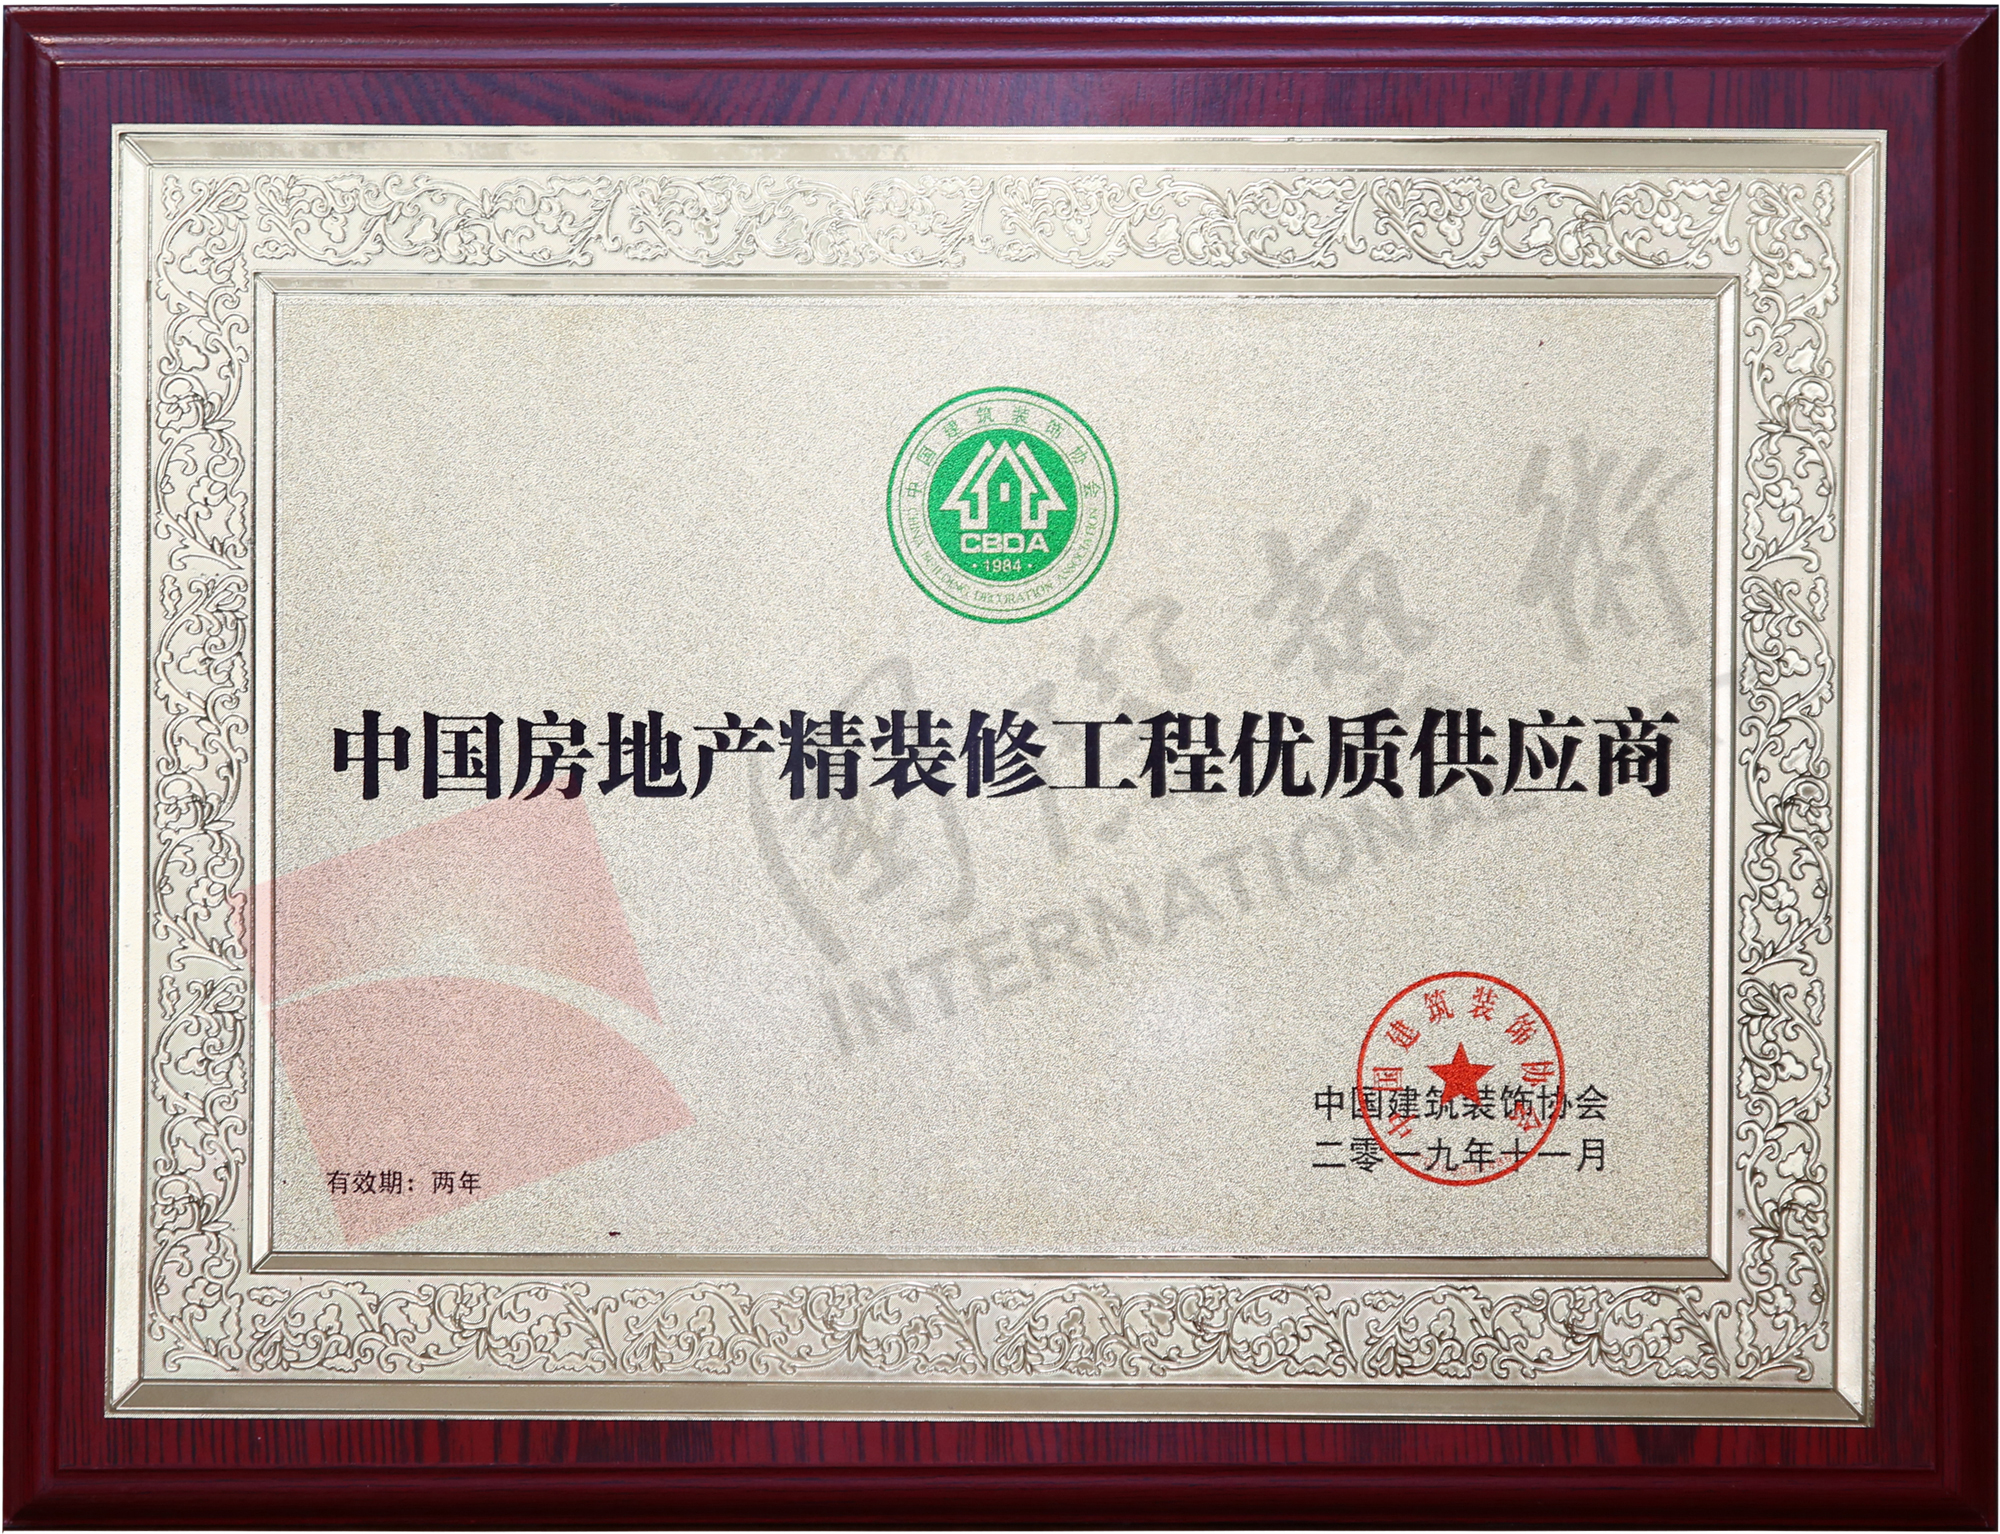 中国建筑装饰协会
CBDA
·1984·
CHINA BUILDING DECORATION ASSOCIATION
中国房地产精装修工程优质供应商
INTERNATIONAL ART
中国建筑装饰协会
中国建筑装饰协会
二零一九年十一月
有效期：两年